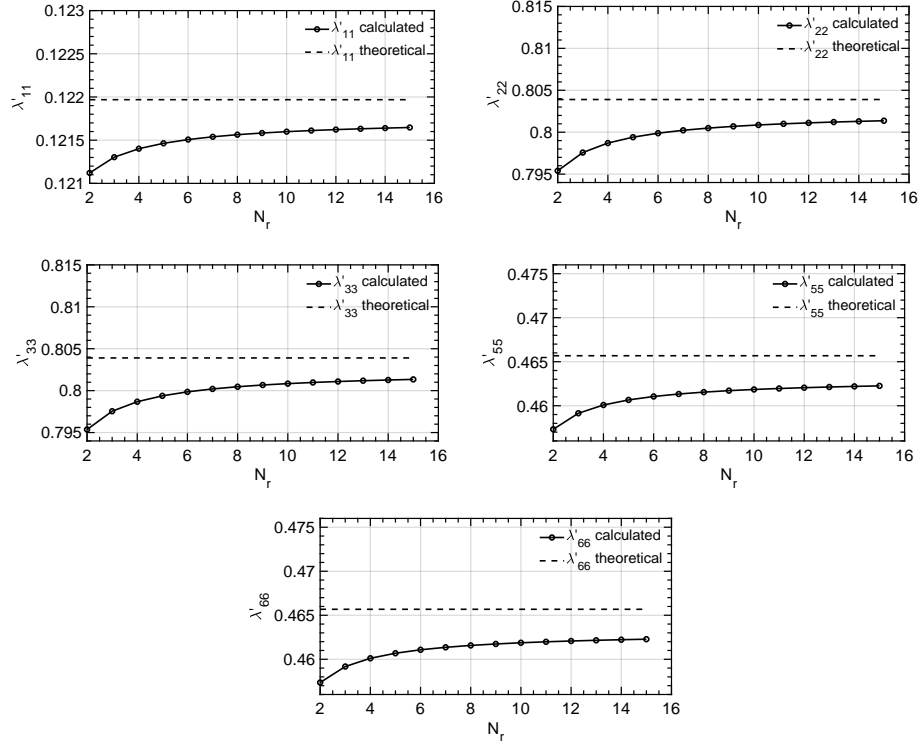 0.123
0.1225
0.122
0.1215
0.121
λ'11
2 4 6 8 10 12 14 16
Nr
λ'11 calculated
λ'11 theoretical
0.815
0.81
0.805
0.8
0.795
λ'22
2 4 6 8 10 12 14 16
Nr
λ'22 calculated
λ'22 theoretical
0.815
0.81
0.805
0.8
0.795
λ'33
2 4 6 8 10 12 14 16
Nr
λ'33 calculated
λ'33 theoretical
0.475
0.47
0.465
0.46
λ'55
2 4 6 8 10 12 14 16
Nr
λ'55 calculated
λ'55 theoretical
0.475
0.47
0.465
0.46
λ'66
2 4 6 8 10 12 14 16
Nr
λ'66 calculated
λ'66 theoretical